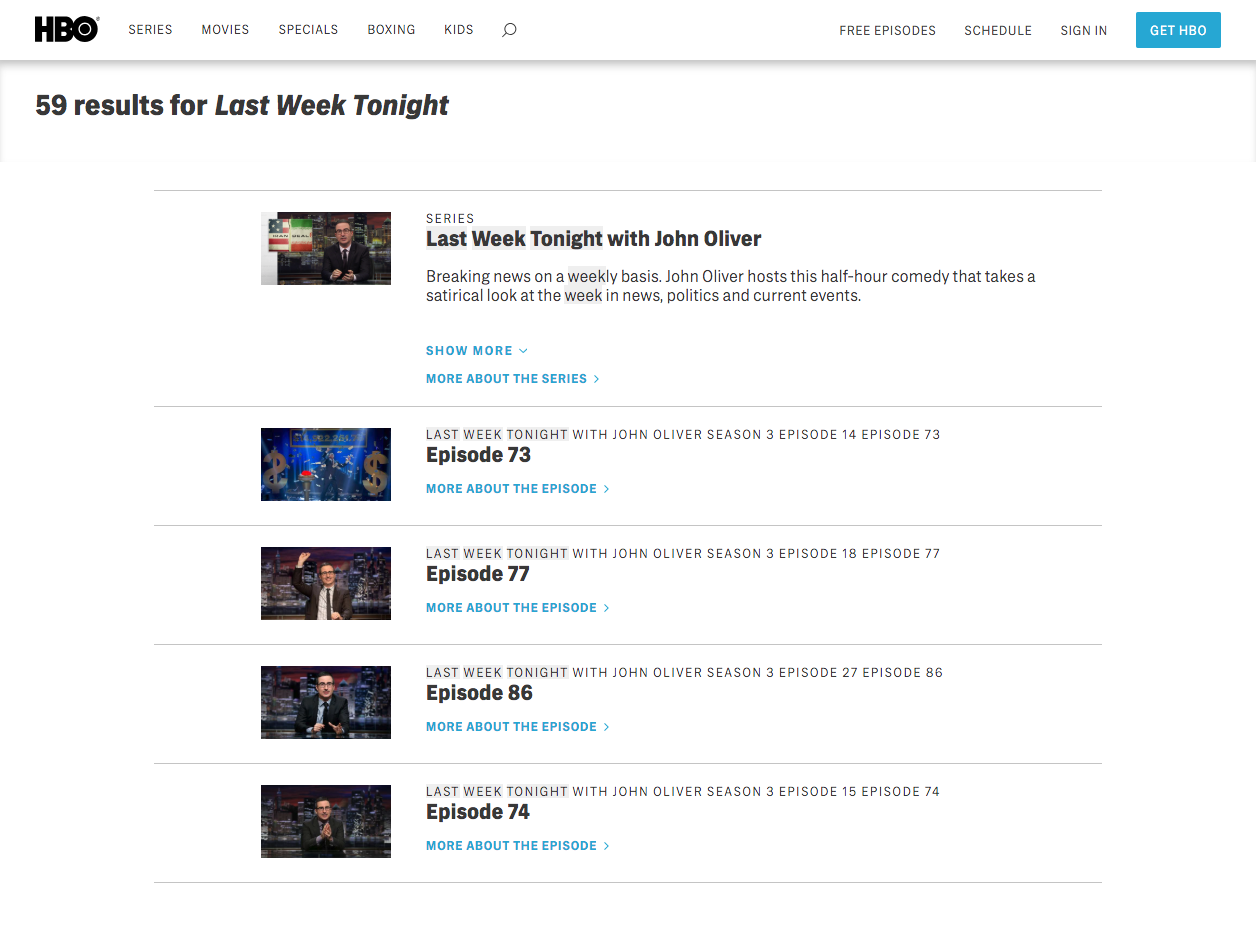 HBO
SERIES MOVIES SPECIALS BOXING KIDS FREE EPISODES SCHEDULE SIGN IN GET HBO
59 results for Last Week Tonight
SERIES
Last Week Tonight with John Oliver
Breaking news on a weekly basis. John Oliver hosts this half-hour comedy that takes a
satirical look at the week in news, politics and current events.
SHOW MORE
MORE ABOUT THE SERIES
LAST WEEK TONIGHT WITH JOHN OLIVER SEASON 3 EPISODE 14 EPISODE 73
Episode 73
MORE ABOUT THE EPISODE
LAST WEEK TONIGHT WITH JOHN OLIVER SEASON 3 EPISODE 18 EPISODE 77
Episode 77
MORE ABOUT THE EPISODE
LAST WEEK TONIGHT WITH JOHN OLIVER SEASON 3 EPISODE 27 EPISODE 86
Episode 86
MORE ABOUT THE EPISODE
LAST WEEK TONIGHT WITH JOHN OLIVER SEASON 3 EPISODE 15 EPISODE 74
Episode 74
MORE ABOUT THE EPISODE